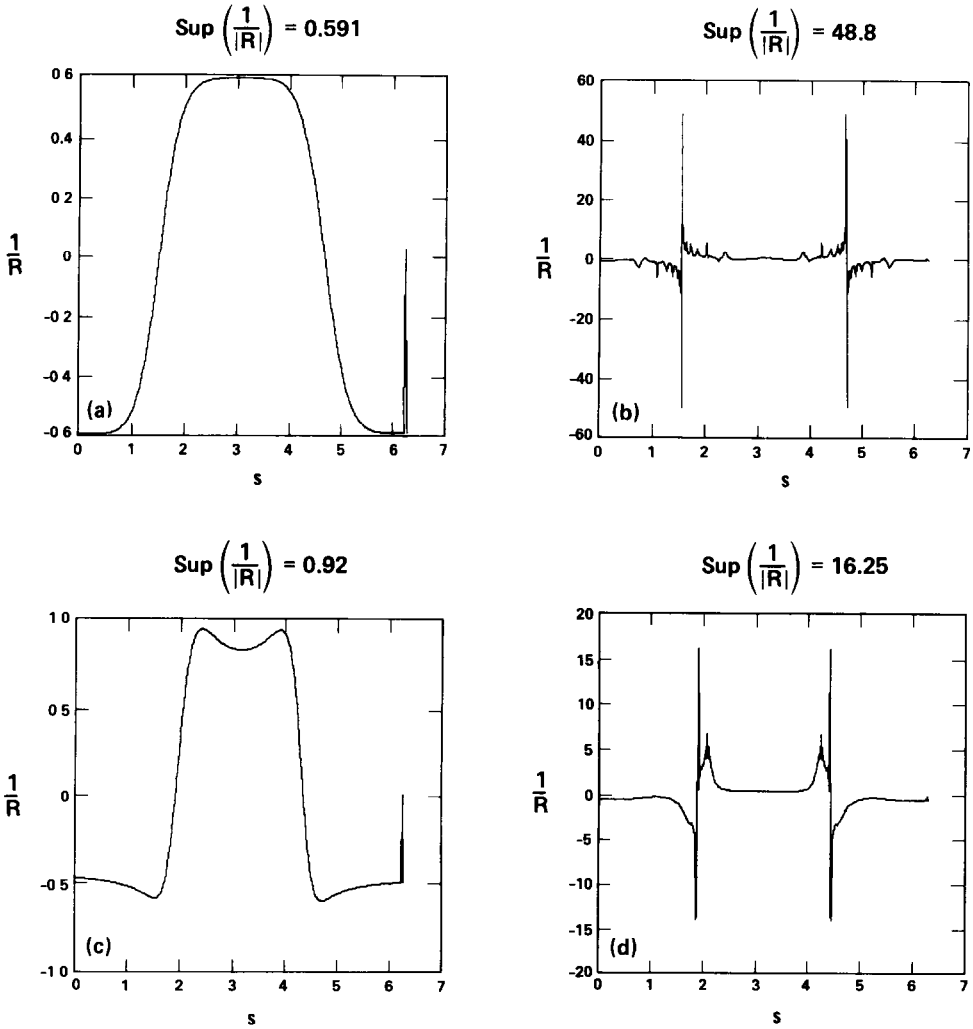 Sup (1/|R|) = 0.591
0 6
0.4
0 2
0
-0 2
-0 4
-0 6
1/R
(a)
0 1 2 3 4 5 6 7
s
Sup (1/|R|) = 48.8
60
40
20
0
-20
-40
-60
1/R
(b)
0 1 2 3 4 5 6 7
s
Sup (1/|R|) = 0.92
1 0
0 5
0
-0 5
-1 0
1/R
(c)
0 1 2 3 4 5 6 7
s
Sup (1/|R|) = 16.25
20
15
10
5
0
-5
-10
-15
-20
1/R
(d)
0 1 2 3 4 5 6 7
s